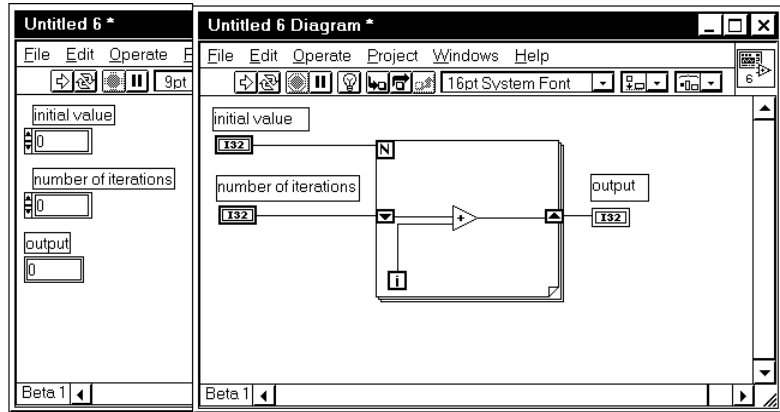 Untitled 6 *
File Edit Operate
9pt
initial value
0
number of iterations
0
output
0
Beta 1
Untitled 6 Diagram *
File Edit Operate Project Windows Help
16pt System Font
6
initial value
I32
N
number of iterations
I32
+
i
output
I32
Beta 1